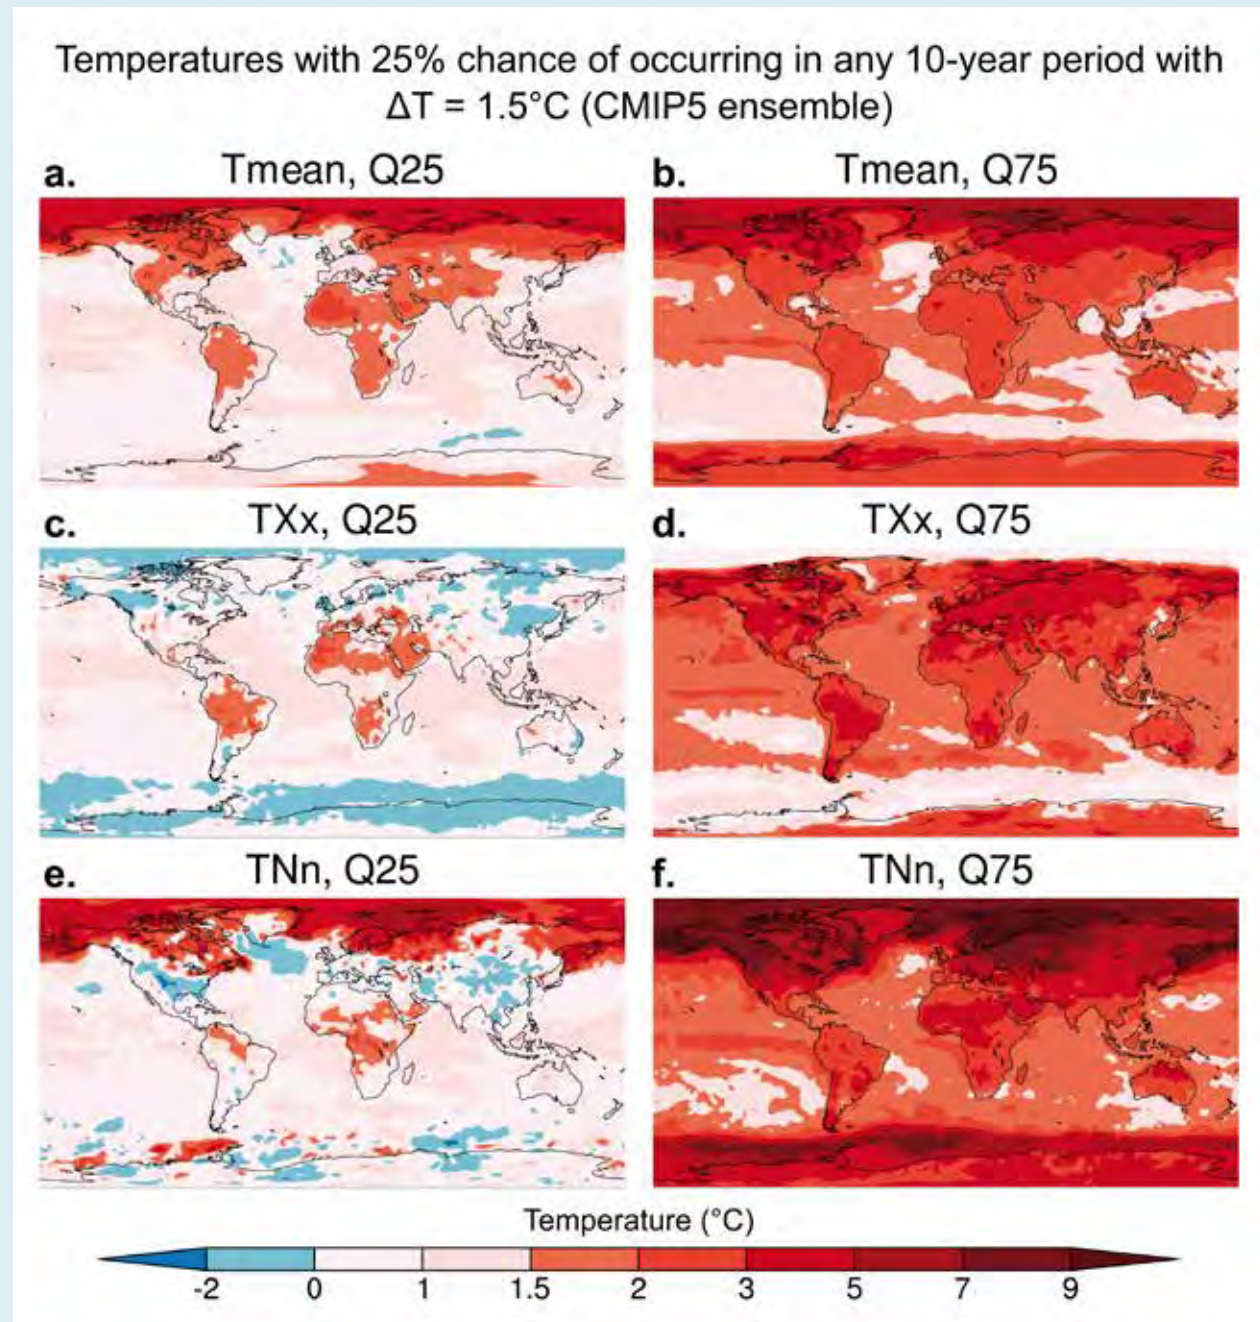 Temperatures with 25% chance of occurring in any 10-year period with
ΔT = 1.5°C (CMIP5 ensemble)
a. Tmean, Q25
b. Tmean, Q75
c. TXx, Q25
d. TXx, Q75
e. TNn, Q25
f. TNn, Q75
Temperature (°C)
-2 0 1 1.5 2 3 5 7 9